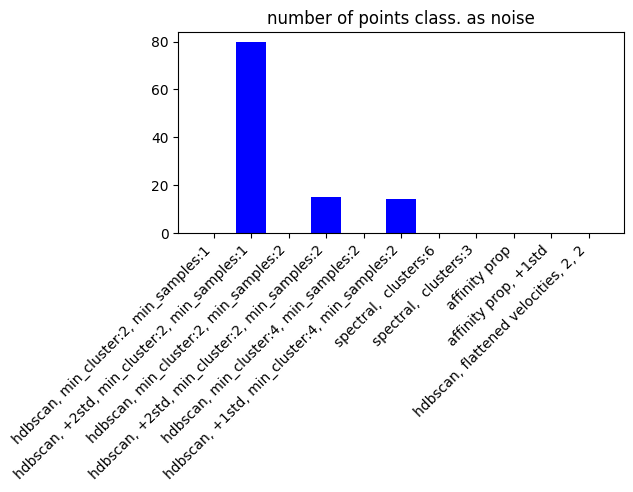 number of points class. as noise
80
60
40
20
0
hdbscan, min_cluster:2, min_samples:1
hdbscan, +2std, min_cluster:2, min_samples:1
hdbscan, min_cluster:2, min_samples:2
hdbscan, +2std, min_cluster:2, min_samples:2
hdbscan, min_cluster:4, min_samples:2
hdbscan, +1std, min_cluster:4, min_samples:2
spectral,  clusters:6
spectral,  clusters:3
affinity prop
affinity prop, +1std
hdbscan, flattened velocities, 2, 2